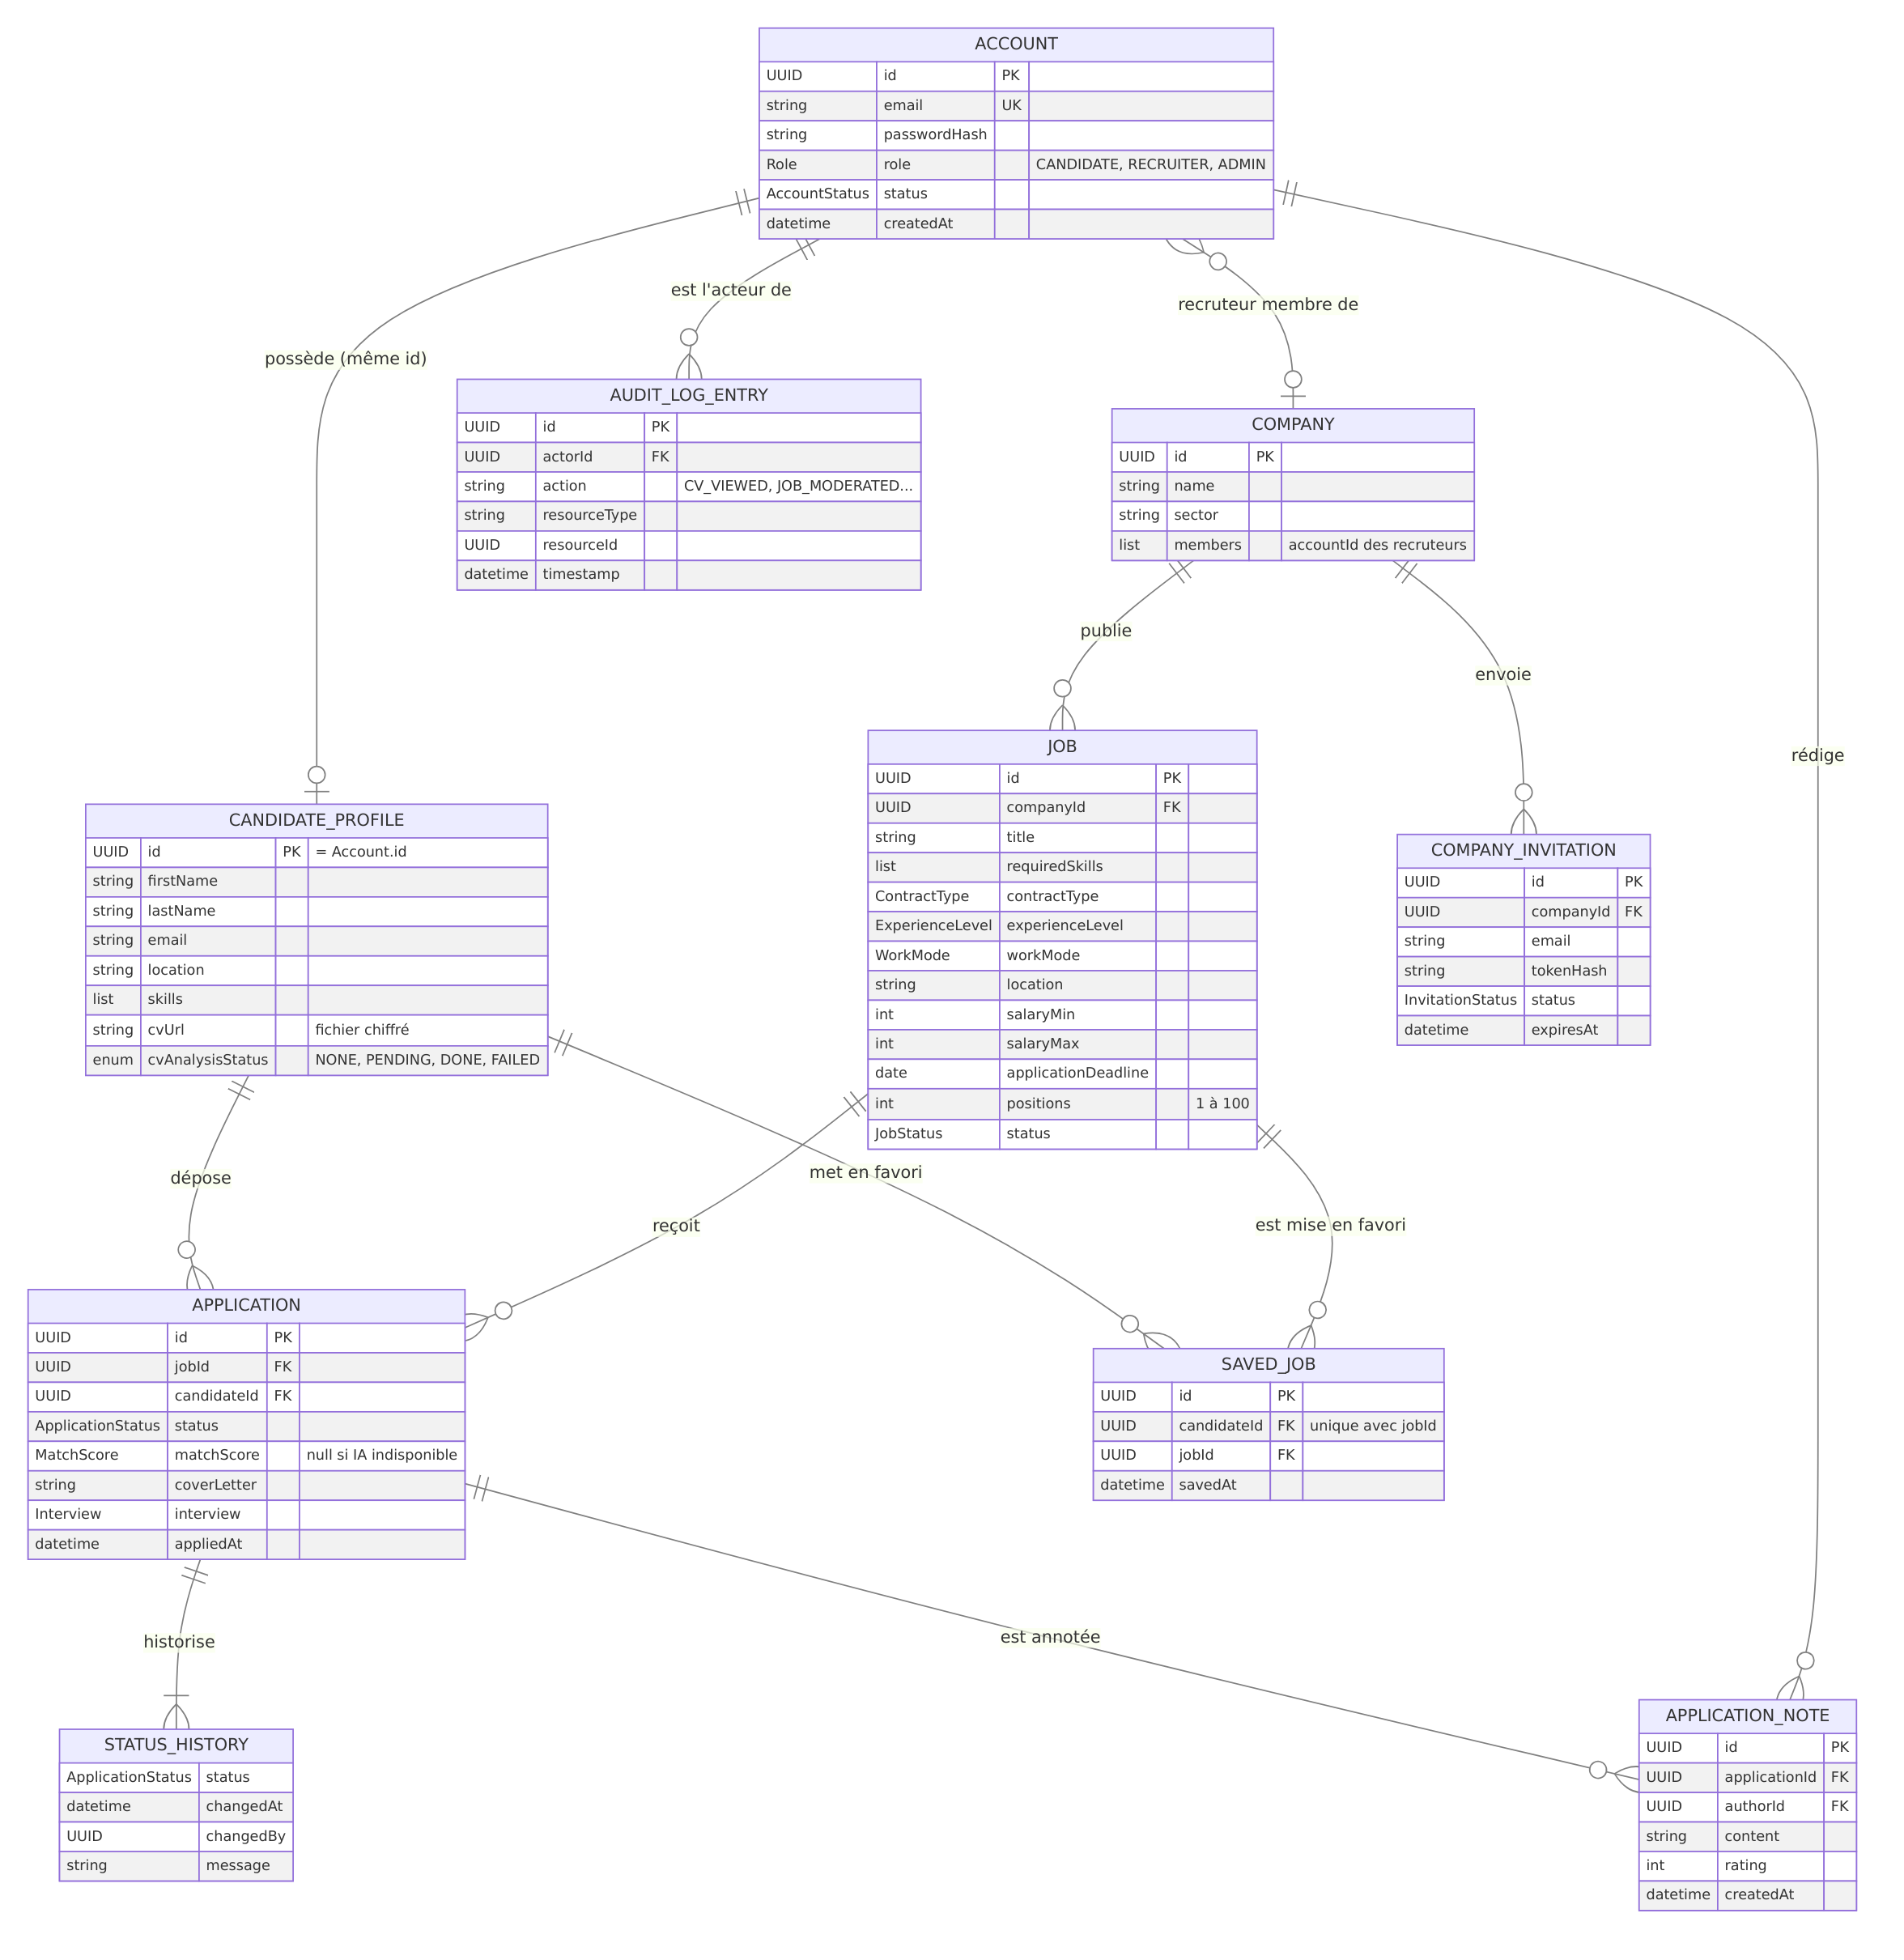 ACCOUNT
UUID id PK
string email UK
string passwordHash
Role role CANDIDATE, RECRUITER, ADMIN
AccountStatus status
datetime createdAt
est l'acteur de
recruteur membre de
possède (même id)
AUDIT_LOG_ENTRY
UUID id PK
UUID actorId FK
string action CV_VIEWED, JOB_MODERATED...
string resourceType
UUID resourceId
datetime timestamp
COMPANY
UUID id PK
string name
string sector
list members accountId des recruteurs
publie
envoie
rédige
JOB
UUID id PK
UUID companyId FK
string title
list requiredSkills
ContractType contractType
ExperienceLevel experienceLevel
WorkMode workMode
string location
int salaryMin
int salaryMax
date applicationDeadline
int positions 1 à 100
JobStatus status
CANDIDATE_PROFILE
UUID id PK = Account.id
string firstName
string lastName
string email
string location
list skills
string cvUrl fichier chiffré
enum cvAnalysisStatus NONE, PENDING, DONE, FAILED
COMPANY_INVITATION
UUID id PK
UUID companyId FK
string email
string tokenHash
InvitationStatus status
datetime expiresAt
dépose
met en favori
reçoit
est mise en favori
APPLICATION
UUID id PK
UUID jobId FK
UUID candidateId FK
ApplicationStatus status
MatchScore matchScore null si IA indisponible
string coverLetter
Interview interview
datetime appliedAt
SAVED_JOB
UUID id PK
UUID candidateId FK unique avec jobId
UUID jobId FK
datetime savedAt
historise
est annotée
STATUS_HISTORY
ApplicationStatus status
datetime changedAt
UUID changedBy
string message
APPLICATION_NOTE
UUID id PK
UUID applicationId FK
UUID authorId FK
string content
int rating
datetime createdAt